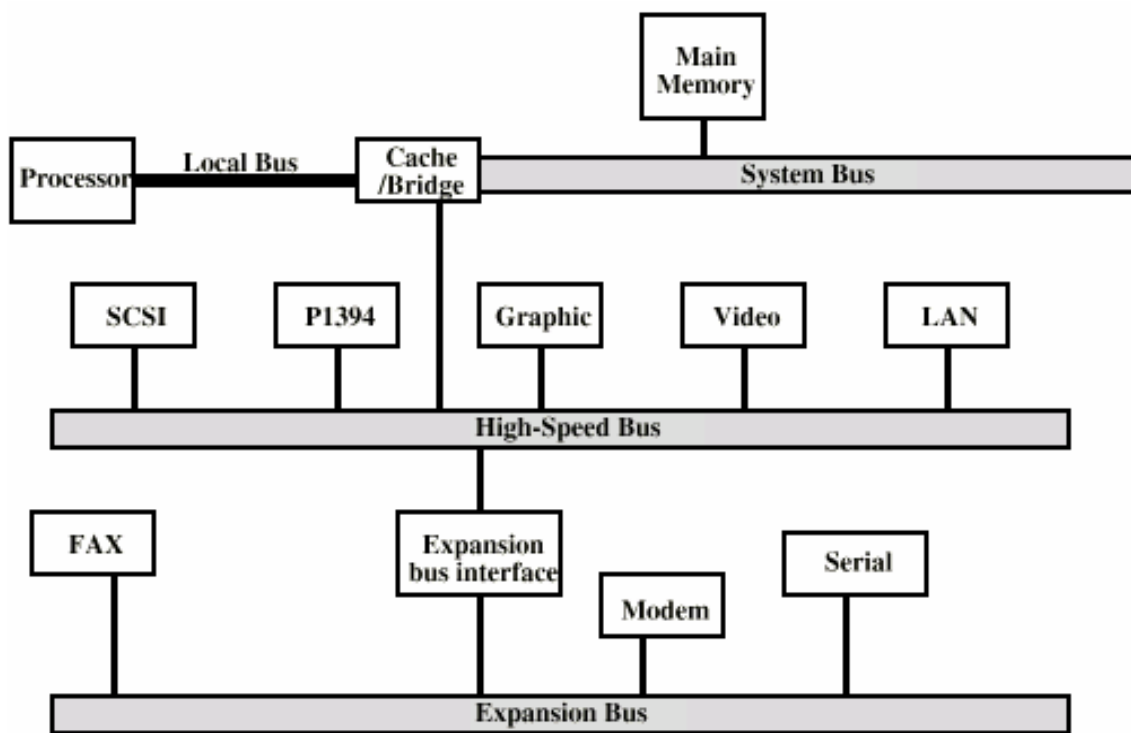 Main
Memory
Processor
Local Bus
Cache
/Bridge
System Bus
SCSI
P1394
Graphic
Video
LAN
High-Speed Bus
FAX
Expansion
bus interface
Modem
Serial
Expansion Bus